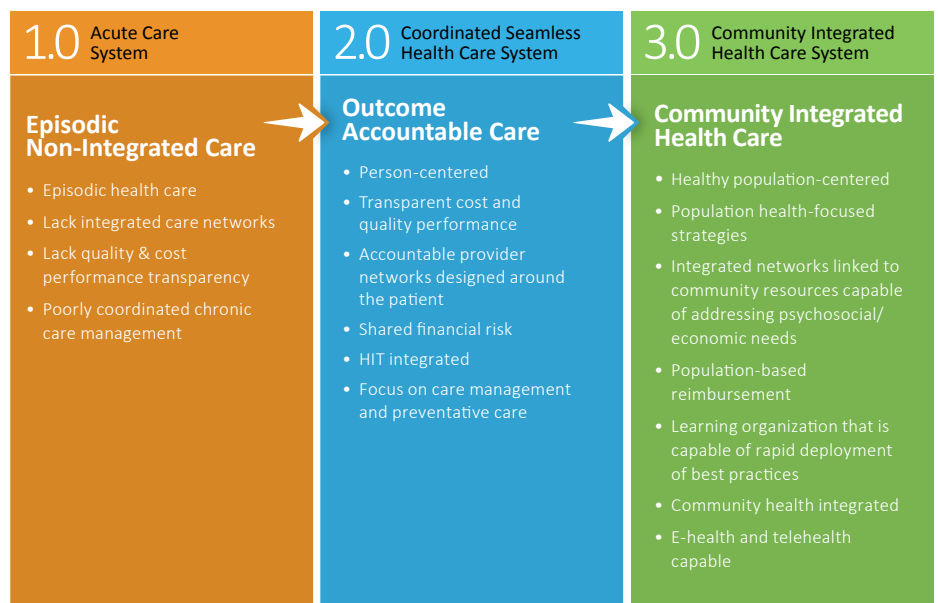 1.0 Acute Care
System
Episodic
Non-Integrated Care
• Episodic health care
• Lack integrated care networks
• Lack quality & cost
performance transparency
• Poorly coordinated chronic
care management
2.0 Coordinated Seamless
Health Care System
Outcome
Accountable Care
• Person-centered
• Transparent cost and
quality performance
• Accountable provider
networks designed around
the patient
• Shared financial risk
• HIT integrated
• Focus on care management
and preventative care
3.0 Community Integrated
Health Care System
Community Integrated
Health Care
• Healthy population-centered
• Population health-focused
strategies
• Integrated networks linked to
community resources capable
of addressing psychosocial/
economic needs
• Population-based
reimbursement
• Learning organization that is
capable of rapid deployment
of best practices
• Community health integrated
• E-health and telehealth
capable